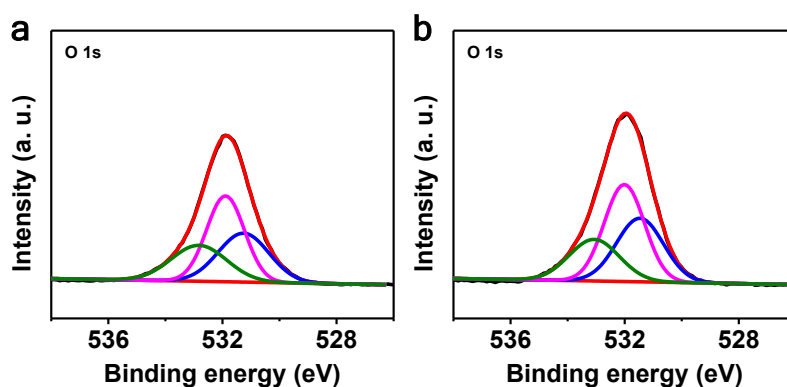 a
O 1s
Intensity (a. u.)
536
532
528
Binding energy (eV)
b
O 1s
Intensity (a. u.)
536
532
528
Binding energy (eV)